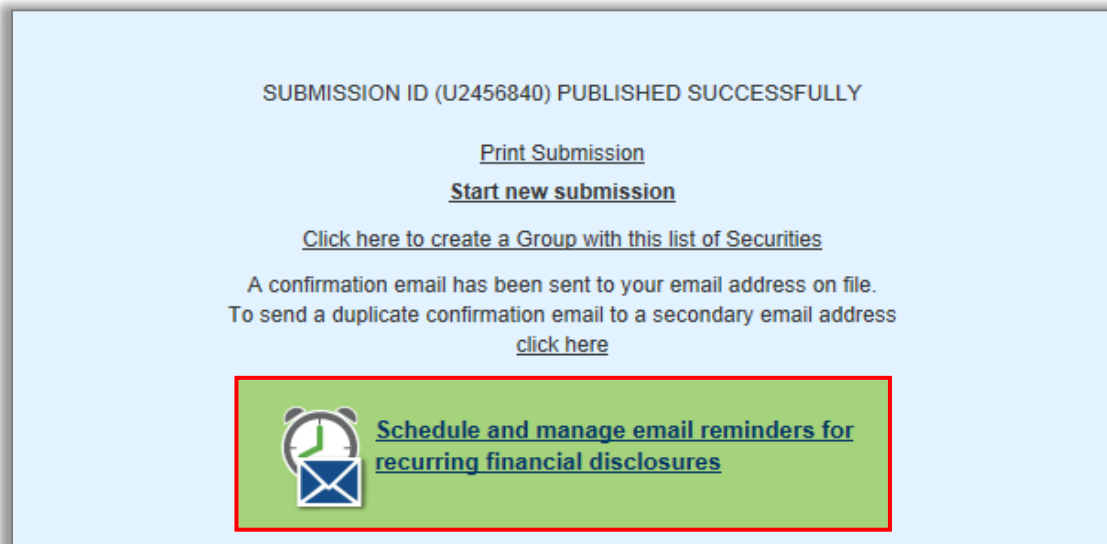 SUBMISSION ID (U2456840) PUBLISHED SUCCESSFULLY
Print Submission
Start new submission
Click here to create a Group with this list of Securities
A confirmation email has been sent to your email address on file.
To send a duplicate confirmation email to a secondary email address
click here
Schedule and manage email reminders for
recurring financial disclosures